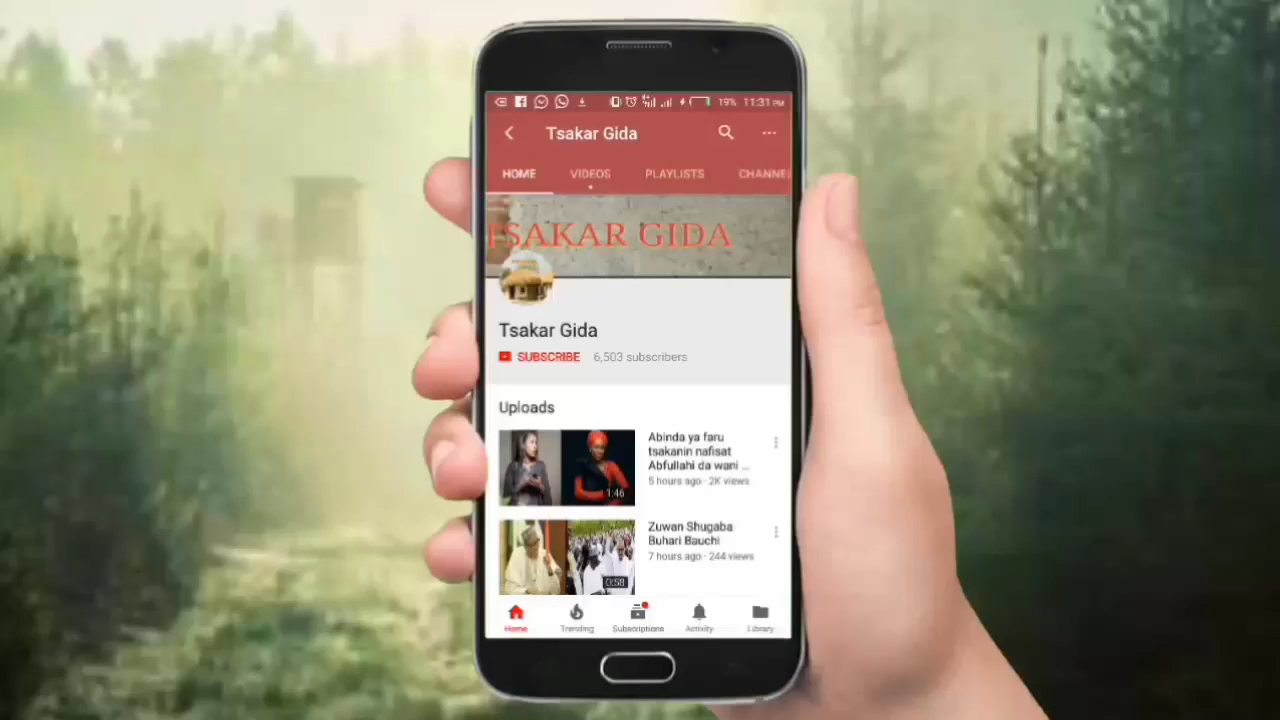 19% 11:31 PM
Tsakar Gida
HOME VIDEOS PLAYLISTS CHANNE
TSAKAR GIDA
Tsakar Gida
SUBSCRIBE 6,503 subscribers
Uploads
Abinda ya faru
tsakanin nafisat
Abfullahi da wani ...
5 hours ago · 2K views
1:46
Zuwan Shugaba
Buhari Bauchi
7 hours ago · 244 views
0:58
Home Trending Subscriptions Activity Library